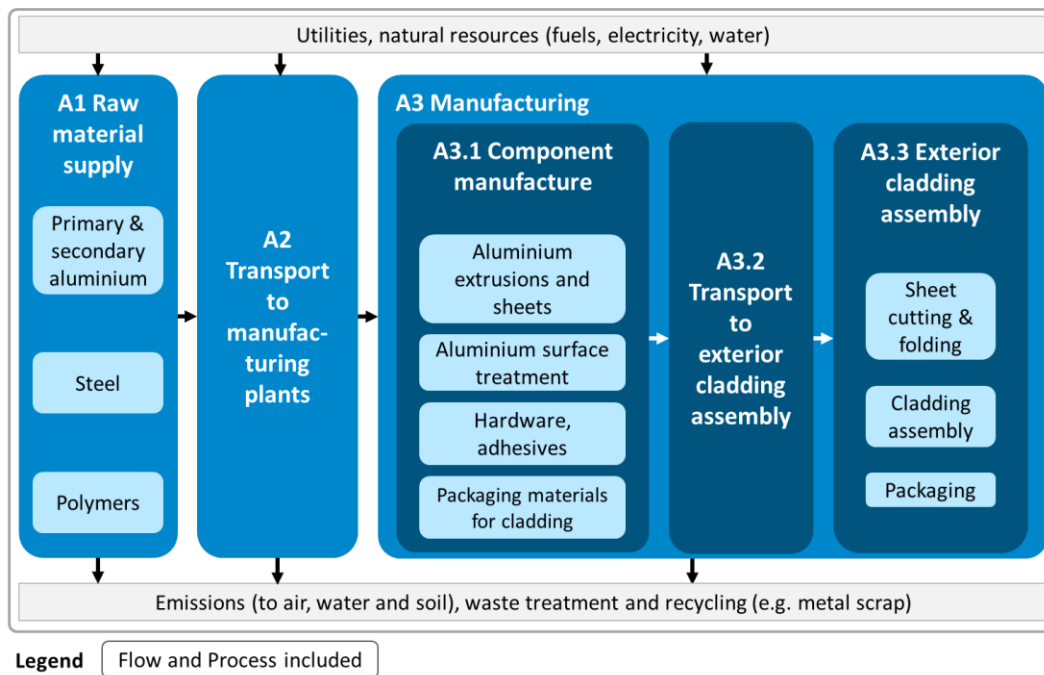 Utilities, natural resources (fuels, electricity, water)
A1 Raw
material
supply
Primary &
secondary
aluminium
Steel
Polymers
A2
Transport
to
manufac-
turing
plants
A3 Manufacturing
A3.1 Component
manufacture
Aluminium
extrusions and
sheets
Aluminium surface
treatment
Hardware,
adhesives
Packaging materials
for cladding
A3.2
Transport
to
exterior
cladding
assembly
A3.3 Exterior
cladding
assembly
Sheet
cutting &
folding
Cladding
assembly
Packaging
Emissions (to air, water and soil), waste treatment and recycling (e.g. metal scrap)
Legend Flow and Process included